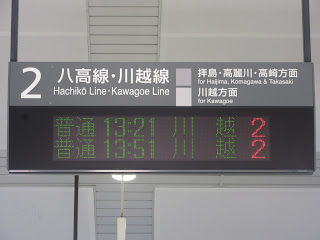 2 八高線・川越線
Hachikō Line・Kawagoe Line
拝島・高麗川・高崎方面
for Haijima, Komagawa & Takasaki
川越方面
for Kawagoe
普通 13:21 川 越 2
普通 13:51 川 越 2